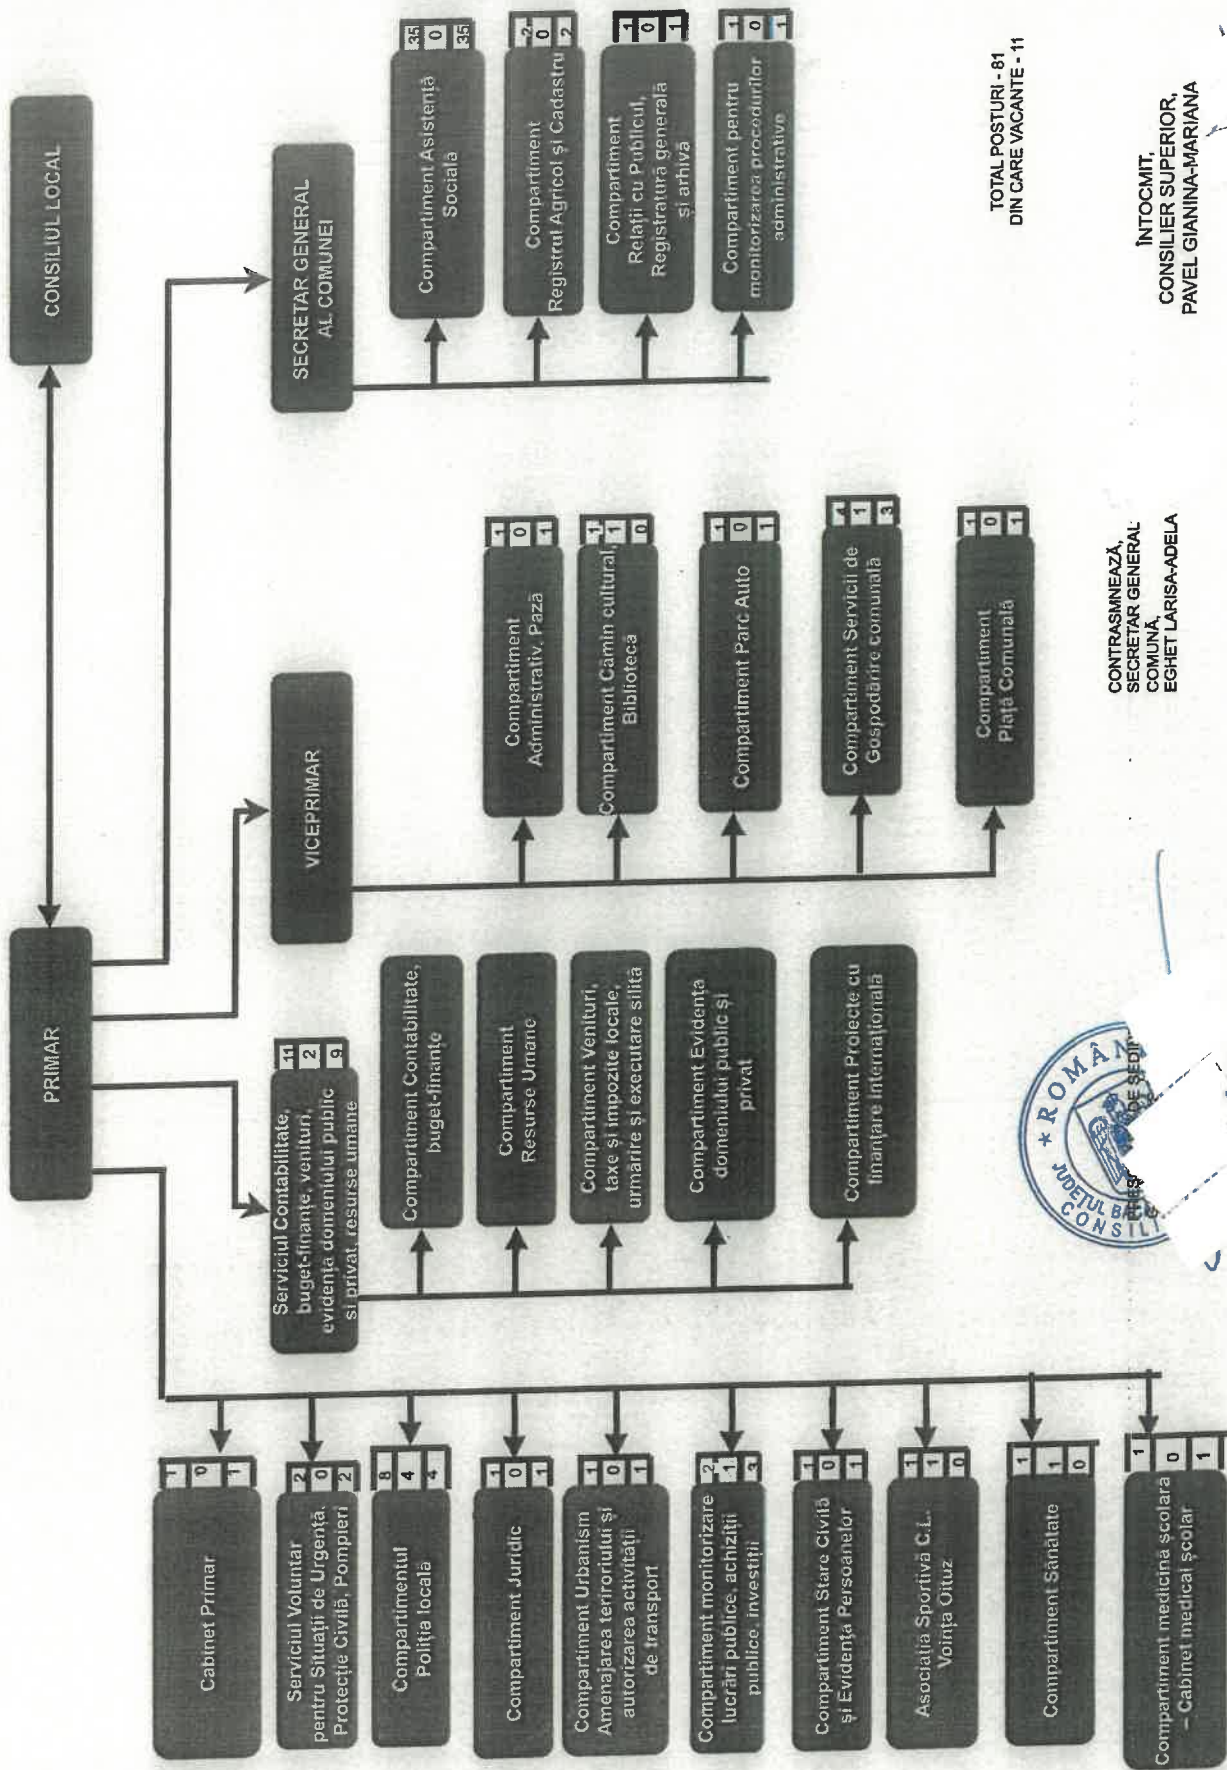 PRIMAR
CONSILIUL LOCAL
Serviciul Contabilitate,
buget-finanțe, venituri,
evidența domeniului public
și privat, resurse umane
11
2
9
VICEPRIMAR
SECRETAR GENERAL
AL COMUNEI
Cabinet Primar
1
0
1
Serviciul Voluntar
pentru Situații de Urgență,
Protecție Civilă, Pompieri
2
0
2
Compartimentul
Poliția locală
8
4
4
Compartiment Juridic
1
0
1
Compartiment Urbanism
Amenajarea teriroriului și
autorizarea activității
de transport
1
0
1
Compartiment monitorizare
lucrări publice, achiziții
publice, investiții
2
1
3
Compartiment Stare Civilă
și Evidența Persoanelor
1
0
1
Asociația Sportivă C.L.
Voința Oituz
1
1
0
Compartiment Sănătate
1
1
0
Compartiment medicina școlara
– Cabinet medical școlar
1
0
1
Compartiment Contabilitate,
buget-finanțe
Compartiment
Resurse Umane
Compartiment Venituri,
taxe și impozite locale,
urmărire și executare silită
Compartiment Evidența
domeniului public și
privat
Compartiment Proiecte cu
finanțare internațională
Compartiment
Administrativ, Pază
1
0
1
Compartiment Cămin cultural,
Bibliotecă
1
1
0
Compartiment Parc Auto
1
0
1
Compartiment Servicii de
Gospodărire comunală
4
1
3
Compartiment
Piață Comunală
1
0
1
Compartiment Asistență
Socială
35
0
35
Compartiment
Registrul Agricol și Cadastru
2
0
2
Compartiment
Relații cu Publicul,
Registratură generală
și arhivă
1
0
1
Compartiment pentru
monitorizarea procedurilor
administrative
1
0
1
TOTAL POSTURI - 81
DIN CARE VACANTE - 11
ROMÂN
JUDEȚUL BA
CONSILI
DE ȘEDIN
CONTRASMNEAZĂ,
SECRETAR GENERAL
COMUNĂ,
EGHET LARISA-ADELA
ÎNTOCMIT,
CONSILIER SUPERIOR,
PAVEL GIANINA-MARIANA